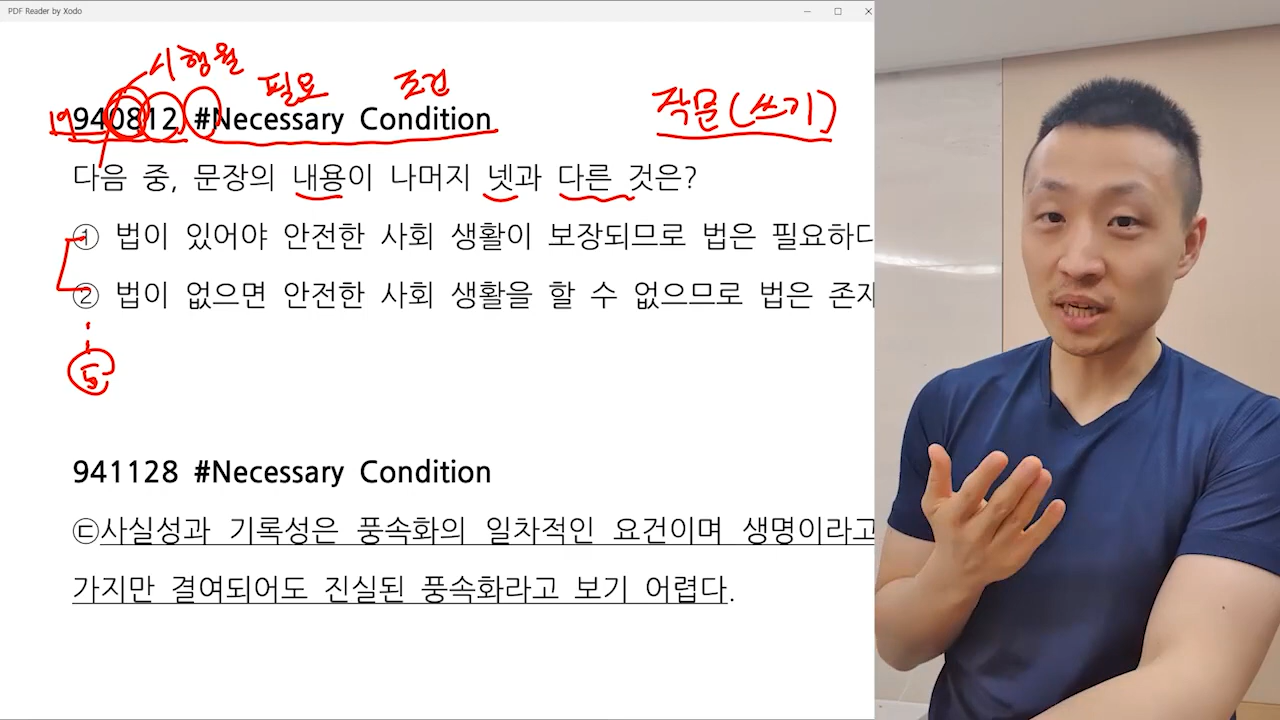 PDF Reader by Xodo
시행월
필요 조건
19 940812 #Necessary Condition 작문(쓰기)
다음 중, 문장의 내용이 나머지 넷과 다른 것은?
① 법이 있어야 안전한 사회 생활이 보장되므로 법은 필요하다
② 법이 없으면 안전한 사회 생활을 할 수 없으므로 법은 존재
5
941128 #Necessary Condition
㉢사실성과 기록성은 풍속화의 일차적인 요건이며 생명이라고
가지만 결여되어도 진실된 풍속화라고 보기 어렵다.